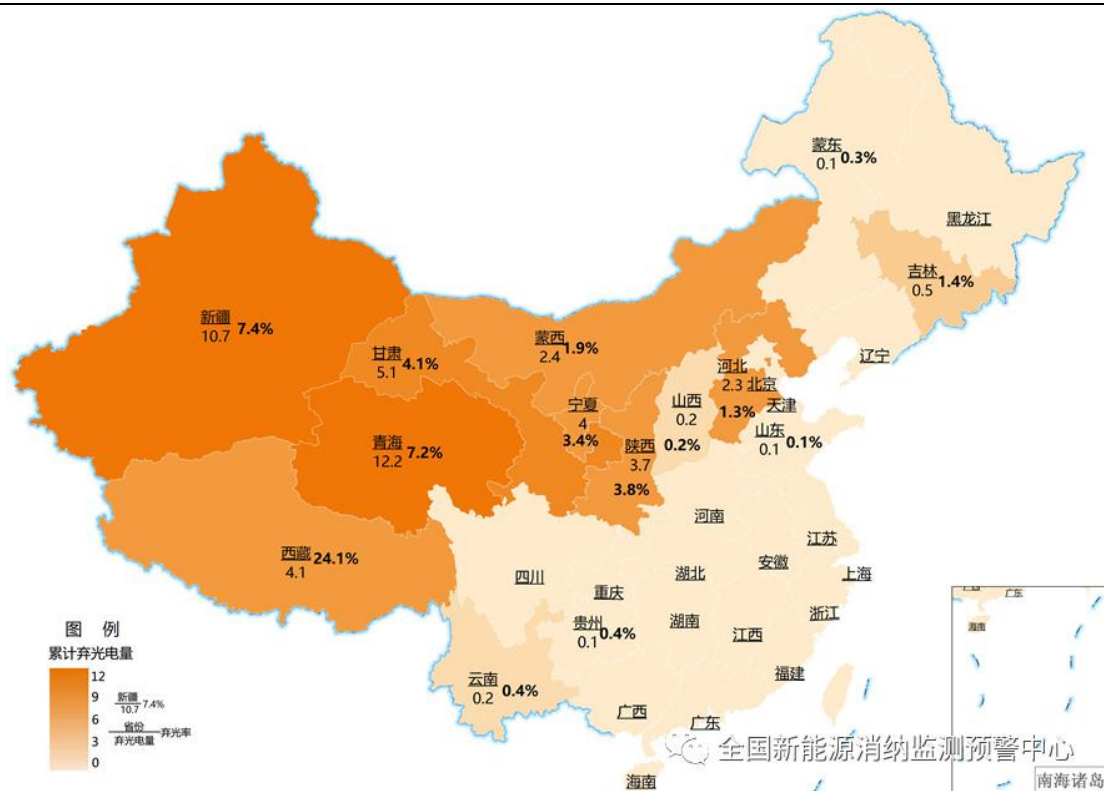 蒙东
0.1 0.3%
黑龙江
吉林
0.5 1.4%
新疆
10.7 7.4%
蒙西
2.4 1.9%
辽宁
甘肃
5.1 4.1%
河北
2.3 北京
1.3%
天津
山西
0.2
0.2%
宁夏
4
3.4%
山东
0.1 0.1%
青海
12.2 7.2%
陕西
3.7
3.8%
河南
江苏
西藏 24.1%
4.1
安徽
四川
湖北
上海
重庆
浙江
贵州
0.1 0.4%
湖南
江西
云南
0.2 0.4%
福建
广西
广东
海南
图 例
累计弃光电量
12
9
6
3
0
新疆
10.7 7.4%
省份
弃光电量 弃光率
广东
海南
南海诸岛
全国新能源消纳监测预警中心